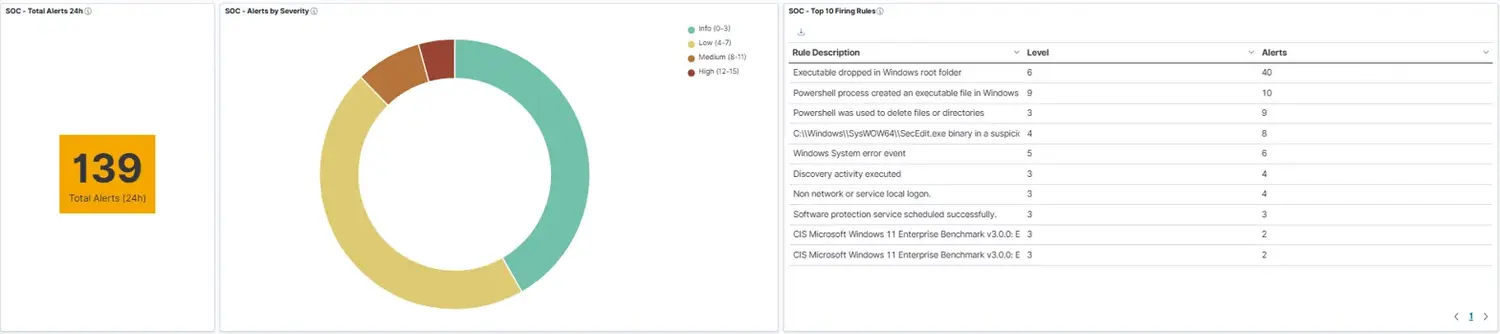 SOC - Total Alerts 24h
139
Total Alerts (24h)
SOC - Alerts by Severity
Info (0-3)
Low (4-7)
Medium (8-11)
High (12-15)
SOC - Top 10 Firing Rules
Rule Description Level Alerts
Executable dropped in Windows root folder 6 40
Powershell process created an executable file in Windows 9 10
Powershell was used to delete files or directories 3 9
C:\\Windows\\SysWOW64\\SecEdit.exe binary in a suspicic 4 8
Windows System error event 5 6
Discovery activity executed 3 4
Non network or service local logon. 3 4
Software protection service scheduled successfully. 3 3
CIS Microsoft Windows 11 Enterprise Benchmark v3.0.0: E 3 2
CIS Microsoft Windows 11 Enterprise Benchmark v3.0.0: E 3 2
1